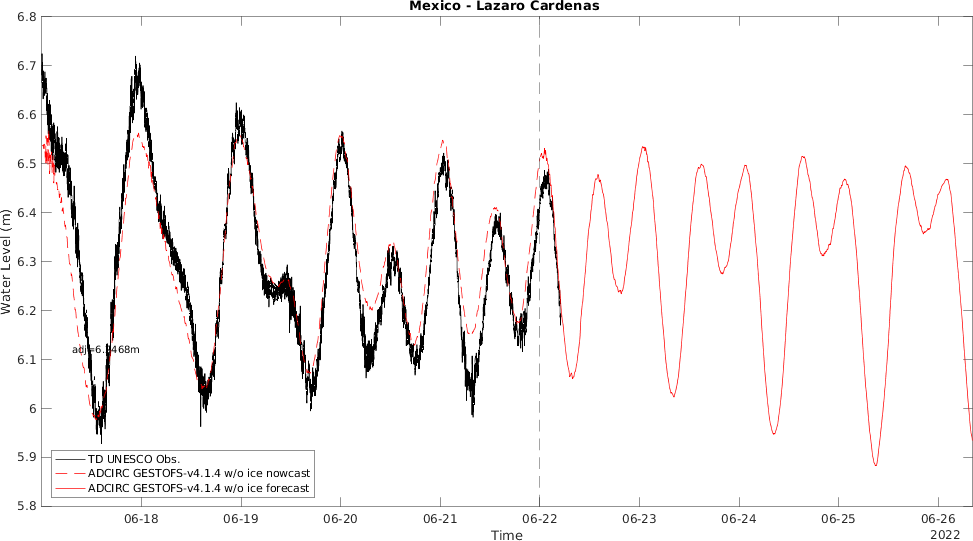 Mexico - Lazaro Cardenas
6.8
6.7
6.6
6.5
6.4
6.3
6.2
6.1
6
5.9
5.8
Water Level (m)
TD UNESCO Obs.
ADCIRC GESTOFS-v4.1.4 w/o ice nowcast
ADCIRC GESTOFS-v4.1.4 w/o ice forecast
06-18 06-19 06-20 06-21 06-22 06-23 06-24 06-25 06-26
Time
2022